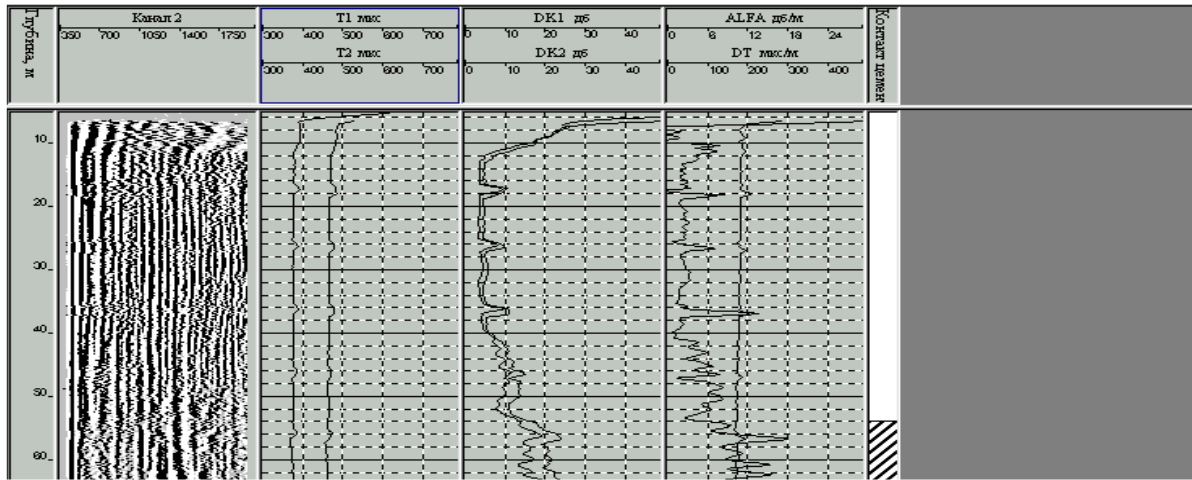 Глубина, м
Канал 2
350 700 1050 1400 1750
T1 мкс
300 400 500 600 700
T2 мкс
300 400 500 600 700
DK1 дб
0 10 20 30 40
DK2 дб
0 10 20 30 40
ALFA дб/м
0 6 12 18 24
DT мкс/м
0 100 200 300 400
Контакт цемен
10
20
30
40
50
60